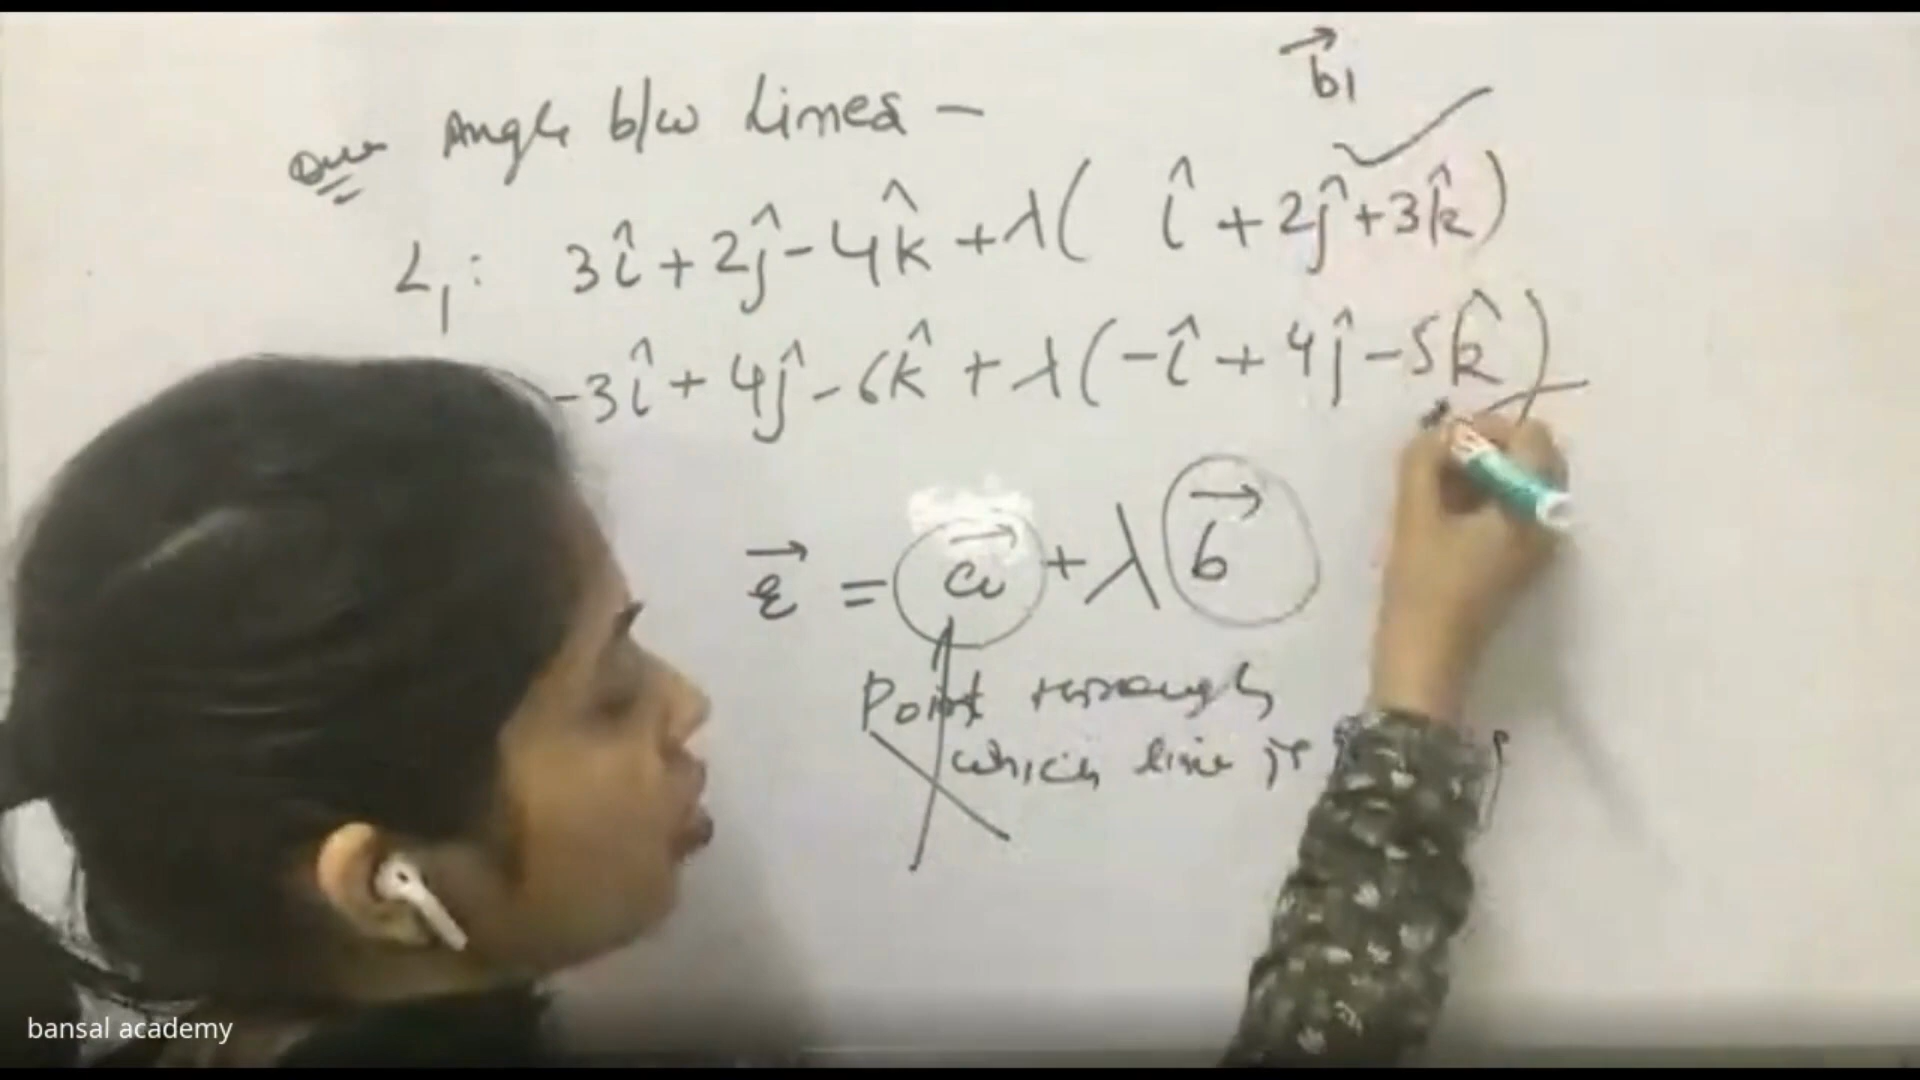 Que Angle b/w Lines -
b⃗1
L1: 3î + 2ĵ - 4k̂ + λ( î + 2ĵ + 3k̂)
-3î + 4ĵ - 6k̂ + λ(-î + 4ĵ - 5k̂)
r⃗ = a⃗ + λ b⃗
Point through
which line is
bansal academy